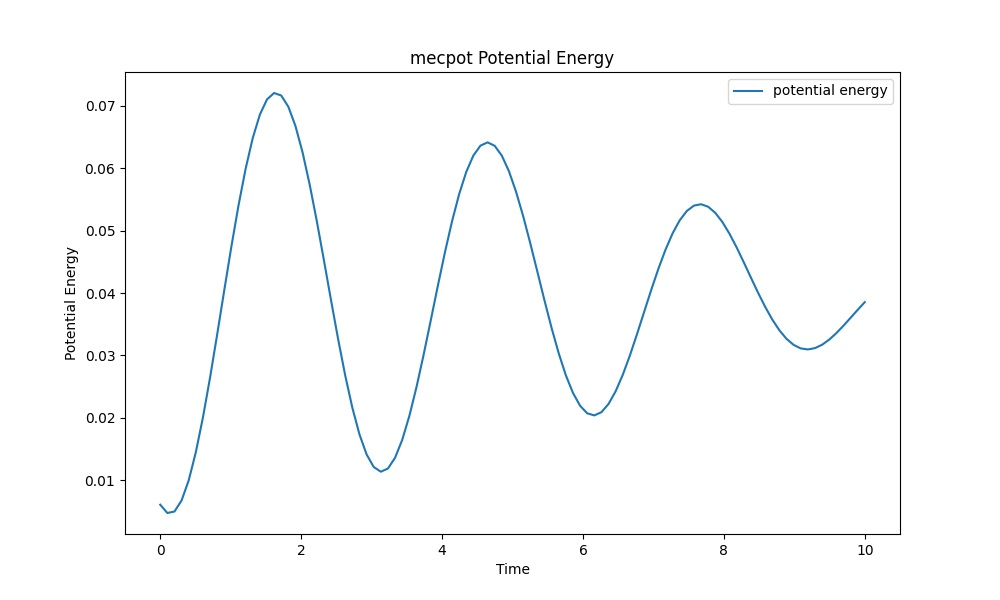 mecpot Potential Energy
potential energy
0.07
0.06
0.05
0.04
0.03
0.02
0.01
Potential Energy
0 2 4 6 8 10
Time